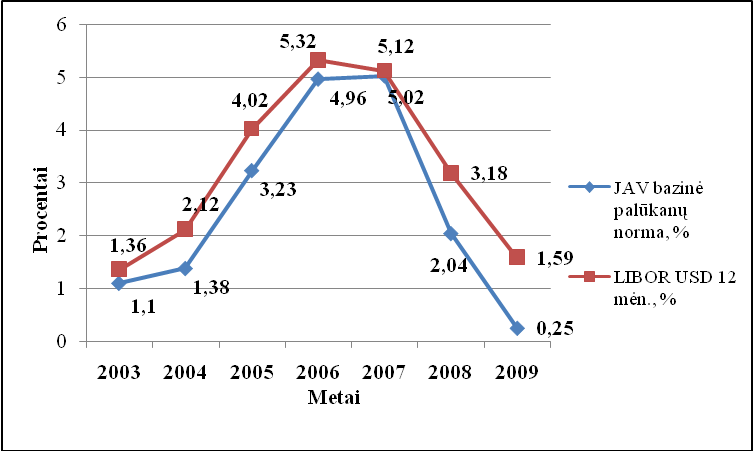 6
5
4
3
2
1
0
Procentai
1,36
2,12
4,02
5,32
5,12
3,18
1,59
1,1
1,38
3,23
4,96
5,02
2,04
0,25
2003 2004 2005 2006 2007 2008 2009
Metai
JAV bazinė
palūkanų
norma, %
LIBOR USD 12
mėn., %